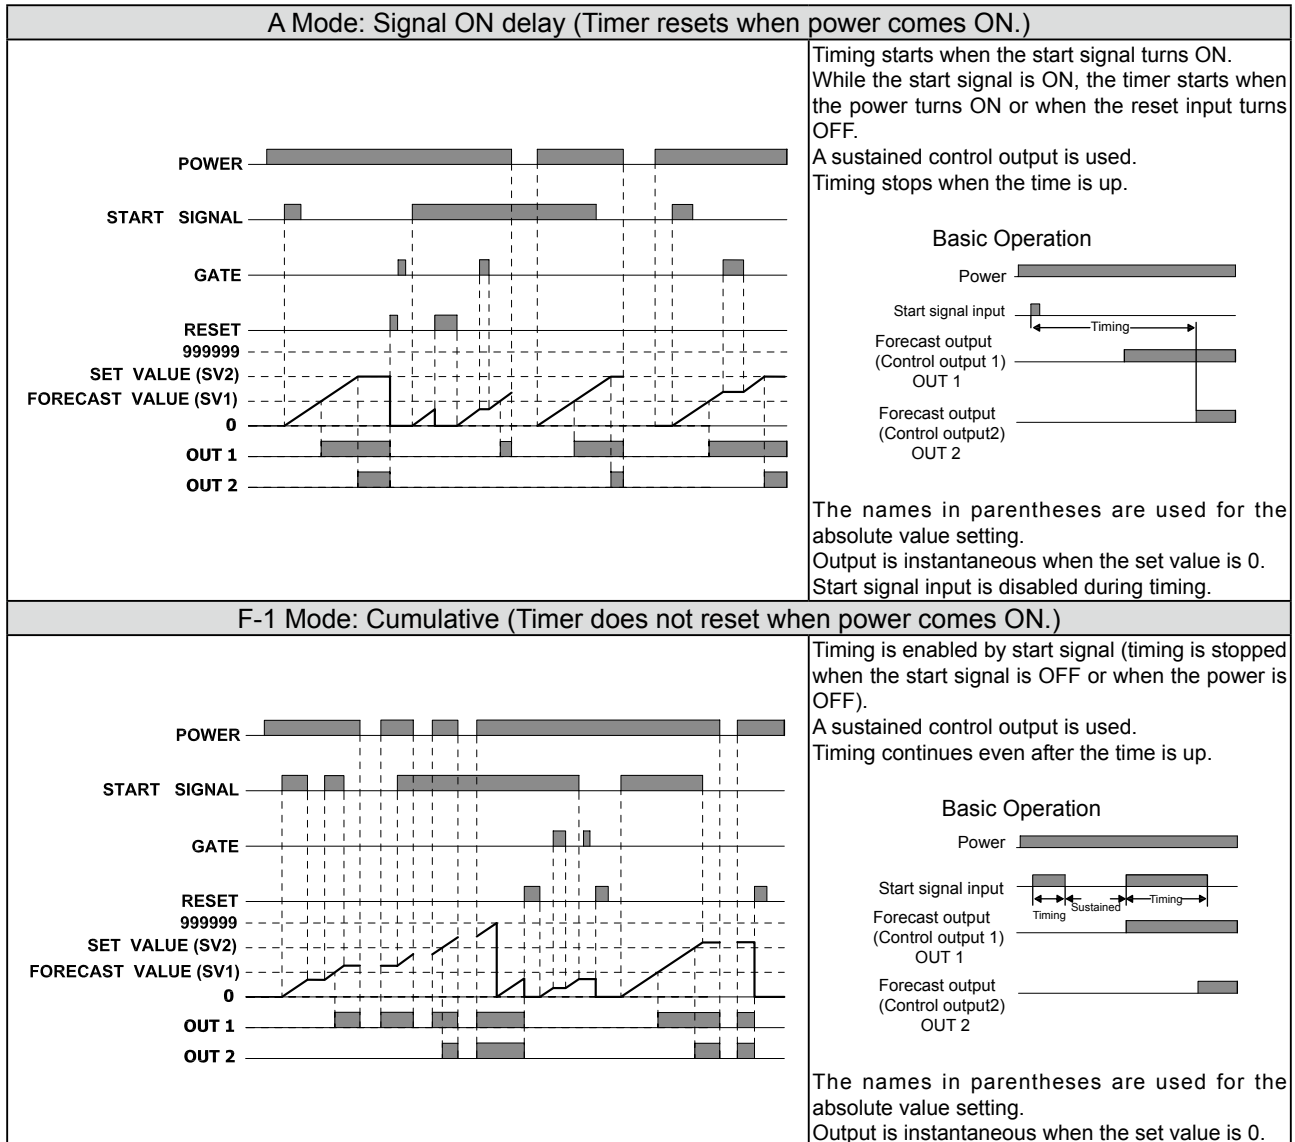 A Mode: Signal ON delay (Timer resets when power comes ON.)
POWER
START SIGNAL
GATE
RESET
999999
SET VALUE (SV2)
FORECAST VALUE (SV1)
0
OUT 1
OUT 2
Timing starts when the start signal turns ON.
While the start signal is ON, the timer starts when
the power turns ON or when the reset input turns
OFF.
A sustained control output is used.
Timing stops when the time is up.
Basic Operation
Power
Start signal input
Timing
Forecast output
(Control output 1)
OUT 1
Forecast output
(Control output2)
OUT 2
The names in parentheses are used for the
absolute value setting.
Output is instantaneous when the set value is 0.
Start signal input is disabled during timing.
F-1 Mode: Cumulative (Timer does not reset when power comes ON.)
POWER
START SIGNAL
GATE
RESET
999999
SET VALUE (SV2)
FORECAST VALUE (SV1)
0
OUT 1
OUT 2
Timing is enabled by start signal (timing is stopped
when the start signal is OFF or when the power is
OFF).
A sustained control output is used.
Timing continues even after the time is up.
Basic Operation
Power
Start signal input
Timing Sustained Timing
Forecast output
(Control output 1)
OUT 1
Forecast output
(Control output2)
OUT 2
The names in parentheses are used for the
absolute value setting.
Output is instantaneous when the set value is 0.